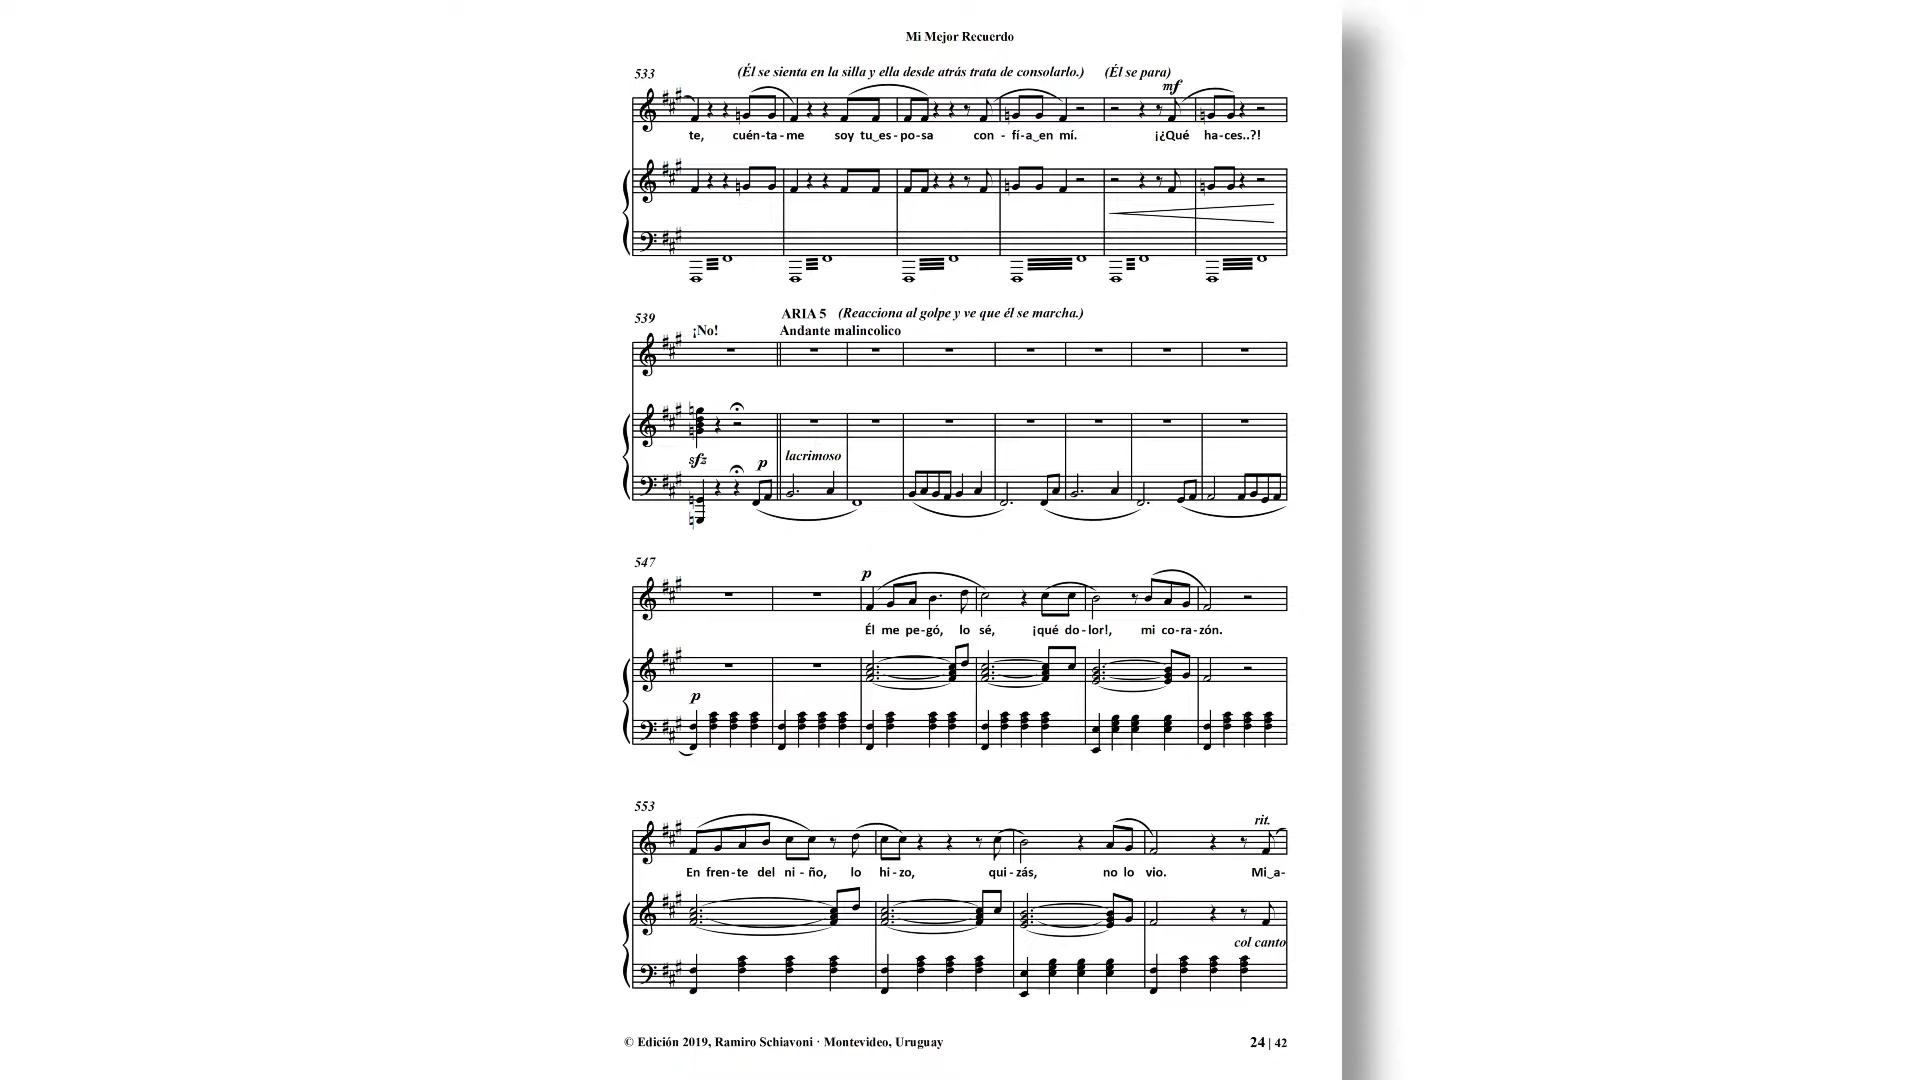 Mi Mejor Recuerdo
533
(Él se sienta en la silla y ella desde atrás trata de consolarlo.) (Él se para)
mf
te, cuén-ta-me soy tu‿es-po-sa con - fí-a‿en mí. ¡¿Qué ha-ces..?!
539
ARIA 5 (Reacciona al golpe y ve que él se marcha.)
¡No! Andante malincolico
sfz p lacrimoso
547
p
Él me pe-gó, lo sé, ¡qué do-lor!, mi co-ra-zón.
p
553
rit.
En fren-te del ni - ño, lo hi-zo, qui-zás, no lo vio. Mi‿a-
col canto
© Edición 2019, Ramiro Schiavoni · Montevideo, Uruguay 24 | 42